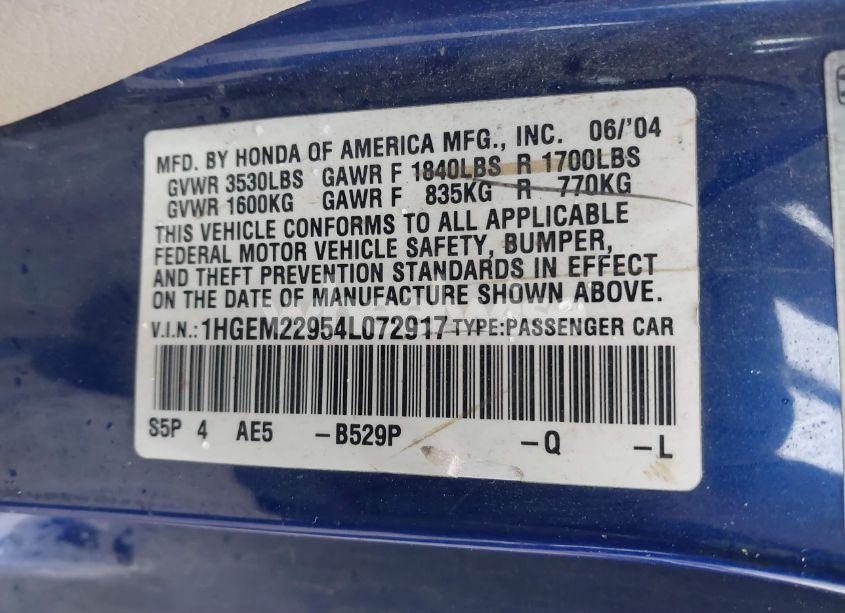 MFD. BY HONDA OF AMERICA MFG., INC. 06/'04
GVWR 3530LBS GAWR F 1840LBS R 1700LBS
GVWR 1600KG GAWR F 835KG R 770KG
THIS VEHICLE CONFORMS TO ALL APPLICABLE
FEDERAL MOTOR VEHICLE SAFETY, BUMPER,
AND THEFT PREVENTION STANDARDS IN EFFECT
ON THE DATE OF MANUFACTURE SHOWN ABOVE.
V.I.N.: 1HGEM22954L072917 TYPE: PASSENGER CAR
S5P 4 AE5 -B529P -Q -L